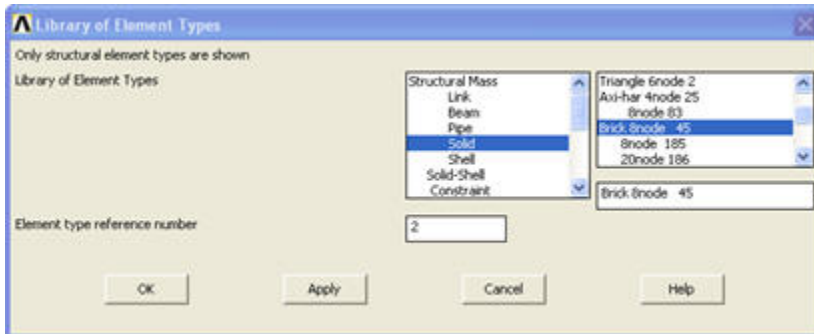 Library of Element Types
Only structural element types are shown
Library of Element Types
Structural Mass
Link
Beam
Pipe
Solid
Shell
Solid-Shell
Constraint
Triangle 6node 2
Axi-har 4node 25
8node 83
Brick 8node 45
8node 185
20node 186
Brick 8node 45
Element type reference number
2
OK
Apply
Cancel
Help